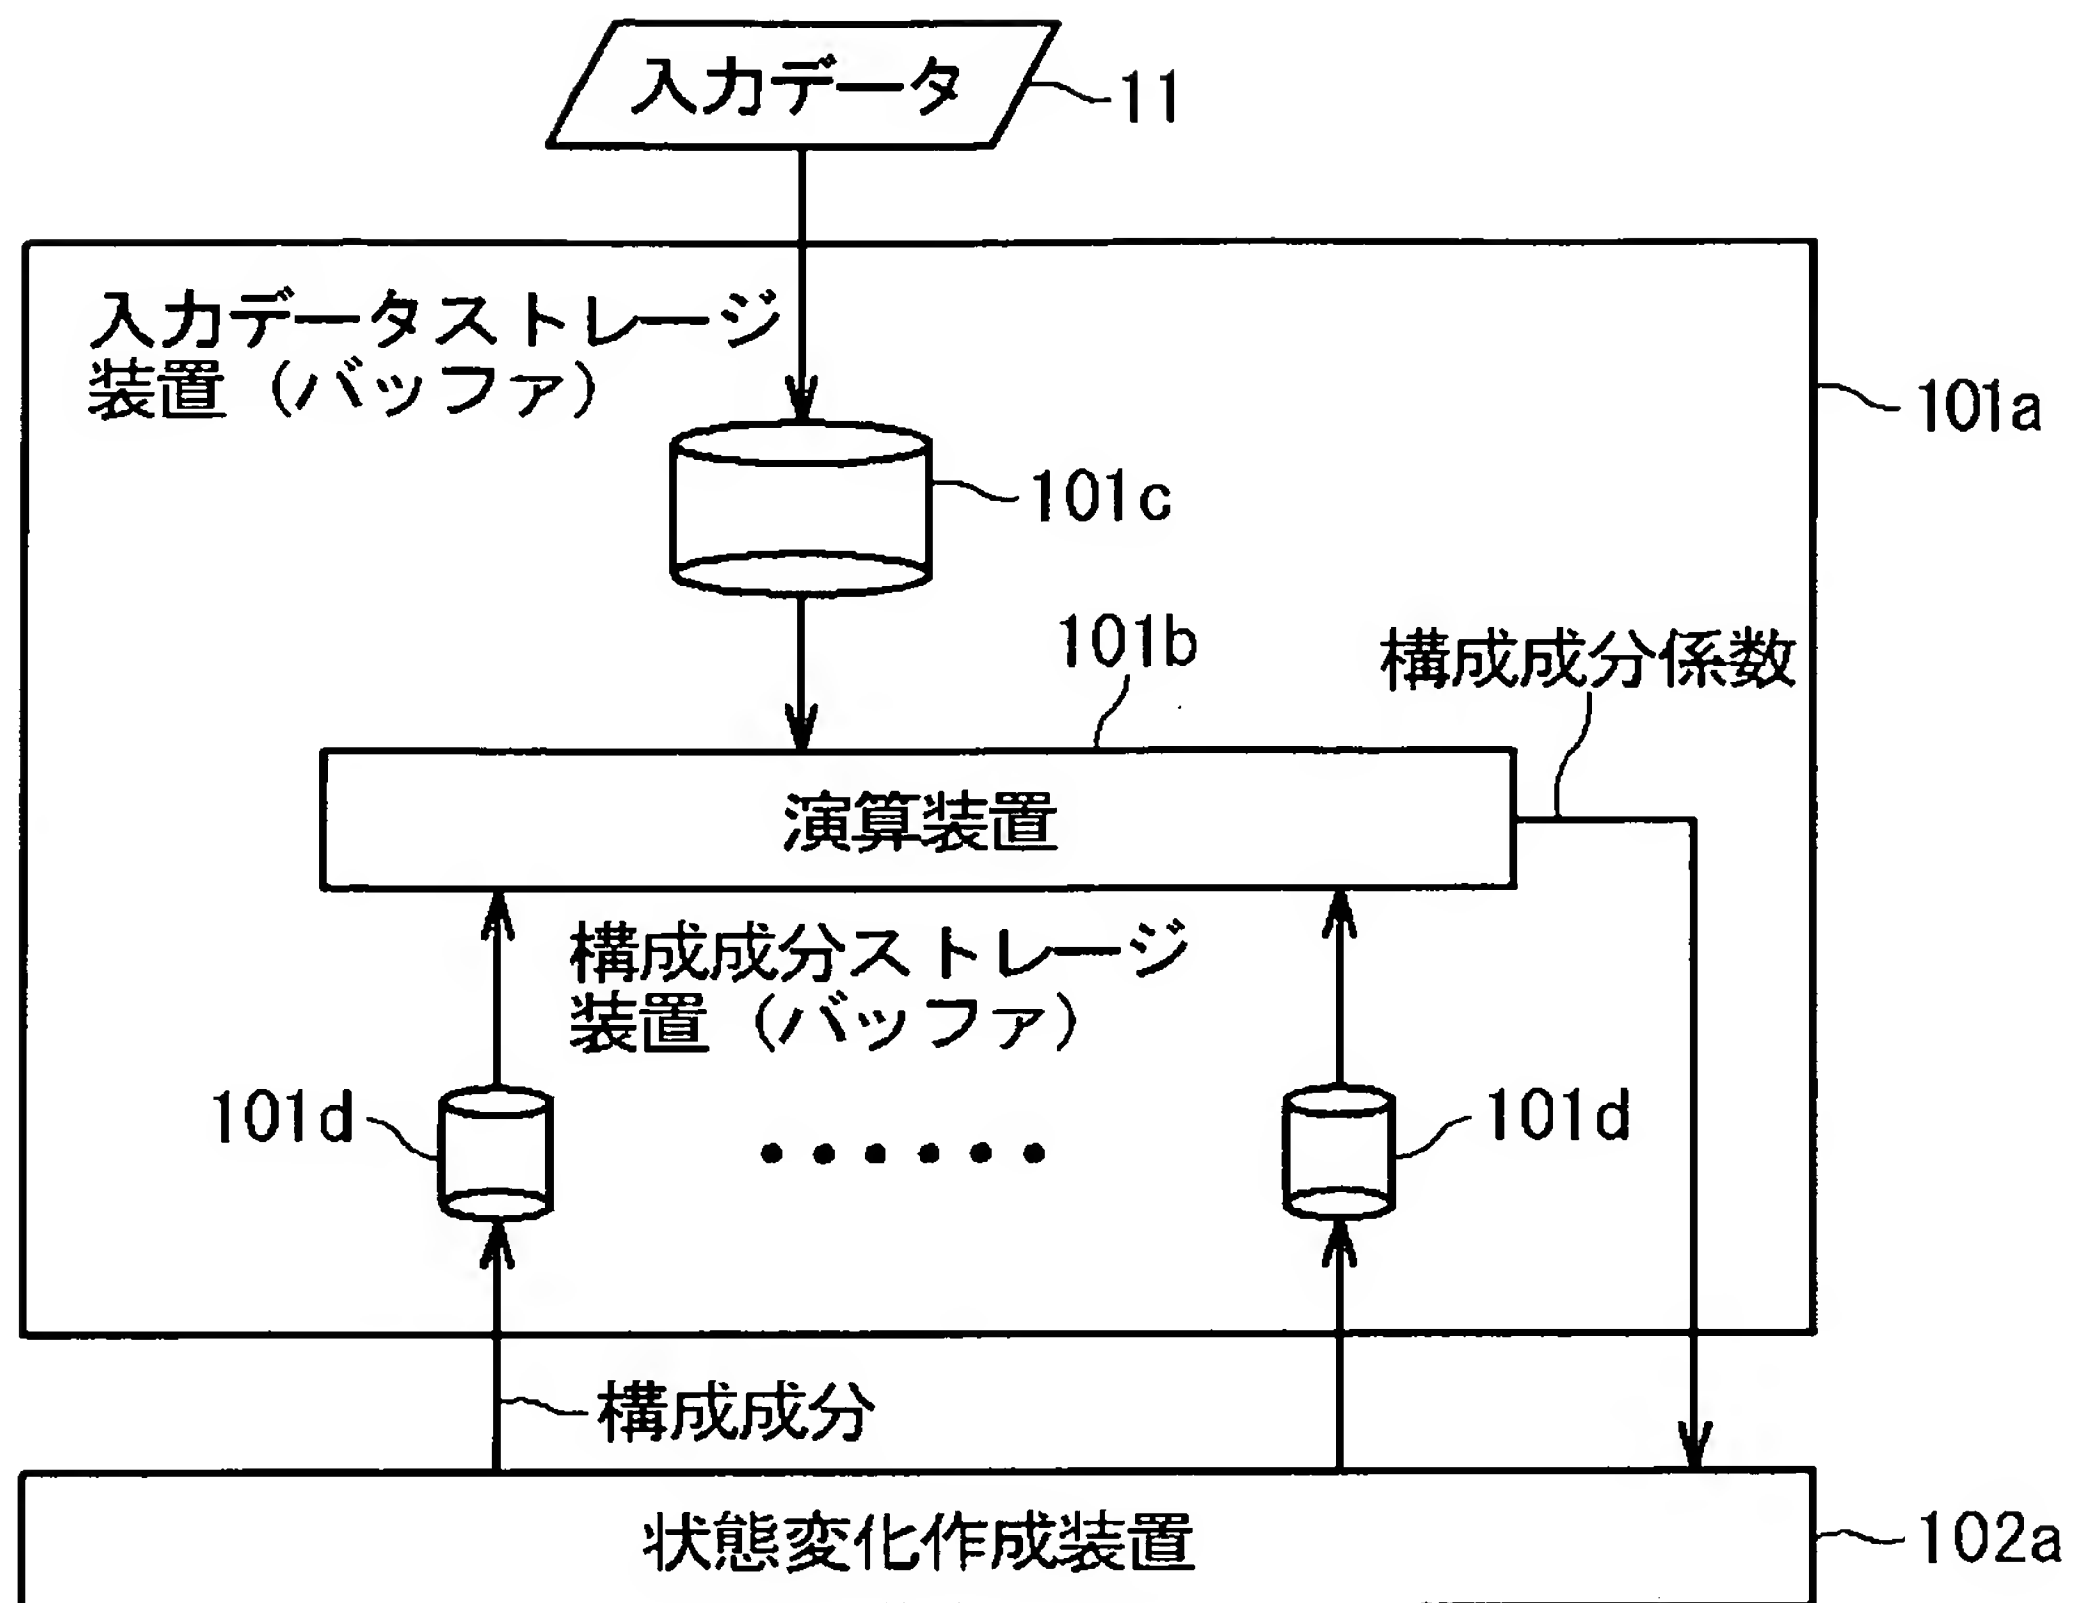 入力データ
11
入力データストレージ
装置（バッファ）
101a
101c
101b
構成成分係数
演算装置
構成成分ストレージ
装置（バッファ）
101d
101d
構成成分
状態変化作成装置
102a